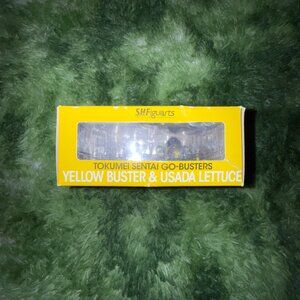 S.H.Figuarts
TOKUMEI SENTAI GO-BUSTERS
YELLOW BUSTER & USADA LETTUCE